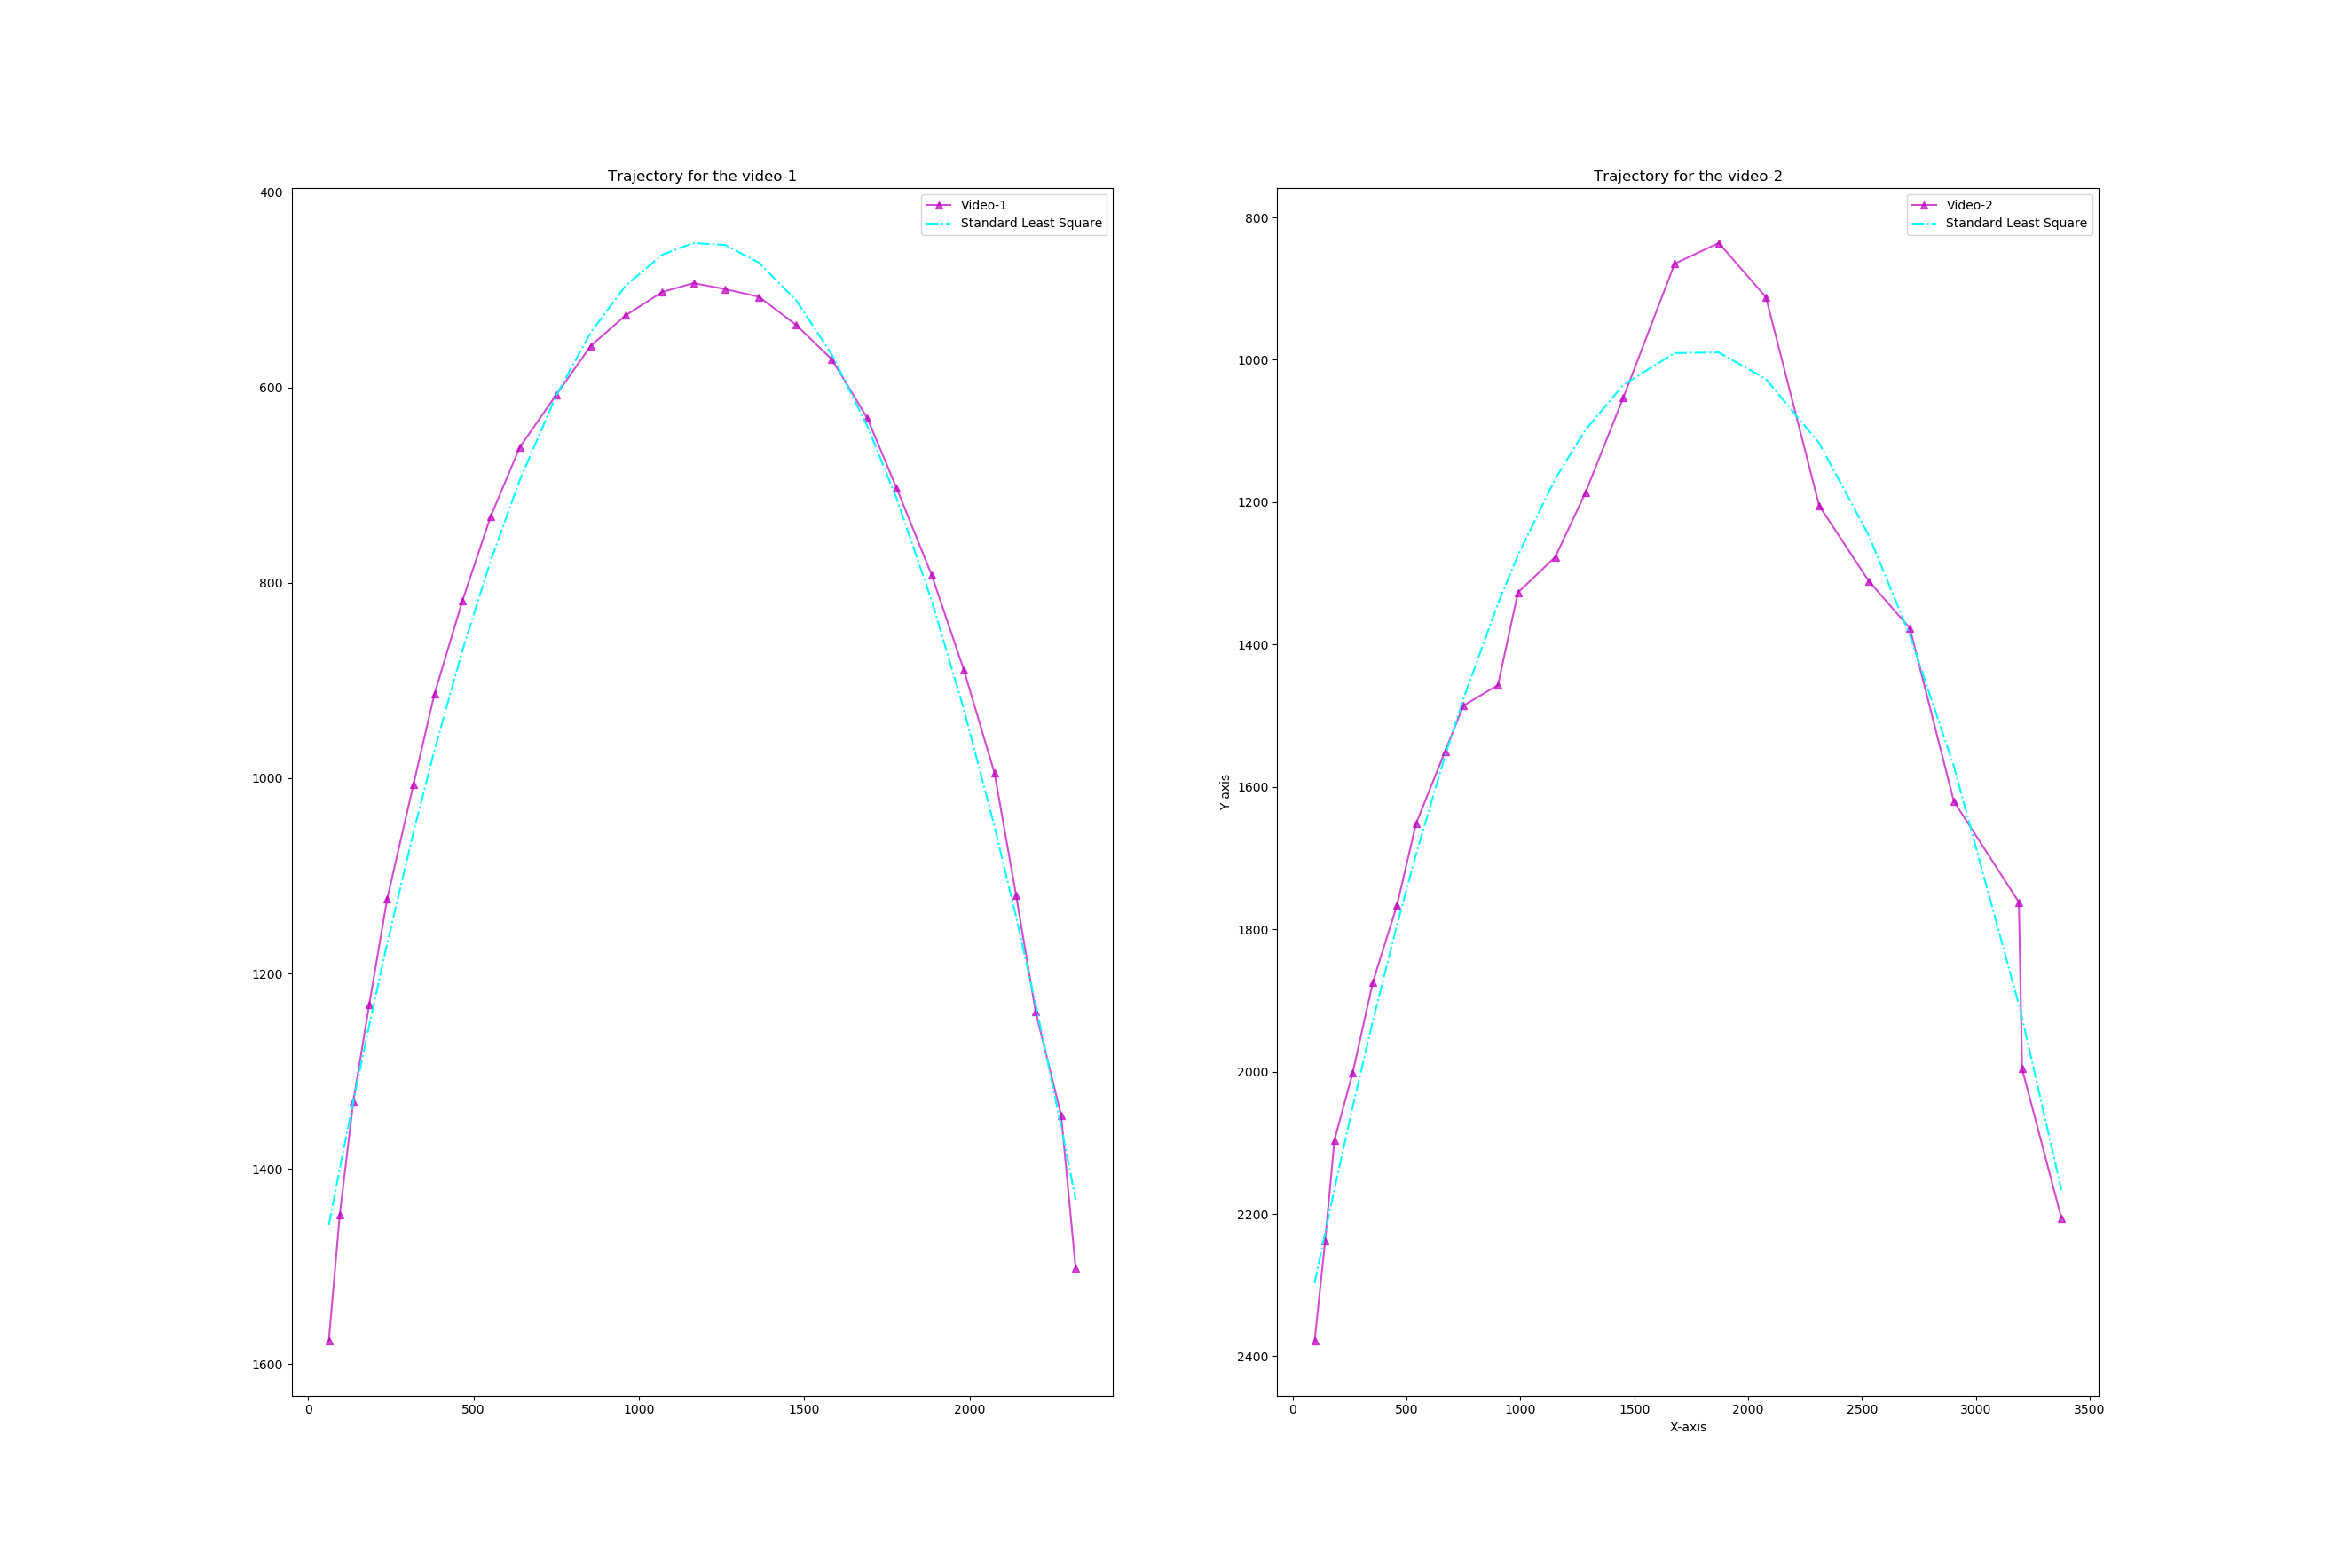 Trajectory for the video-1
Video-1
Standard Least Square
400
600
800
1000
1200
1400
1600
0 500 1000 1500 2000
Trajectory for the video-2
Video-2
Standard Least Square
Y-axis
800
1000
1200
1400
1600
1800
2000
2200
2400
0 500 1000 1500 2000 2500 3000 3500
X-axis